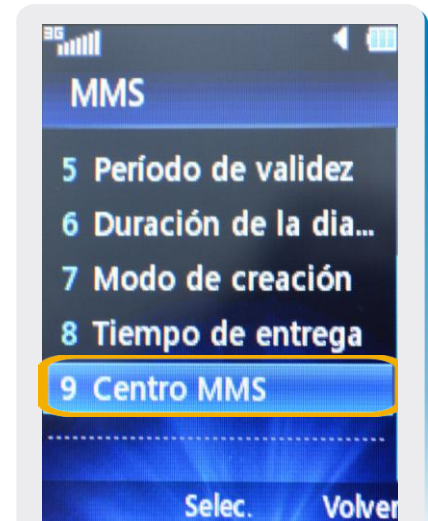 3G
MMS
5 Período de validez
6 Duración de la dia...
7 Modo de creación
8 Tiempo de entrega
9 Centro MMS
Selec. Volver